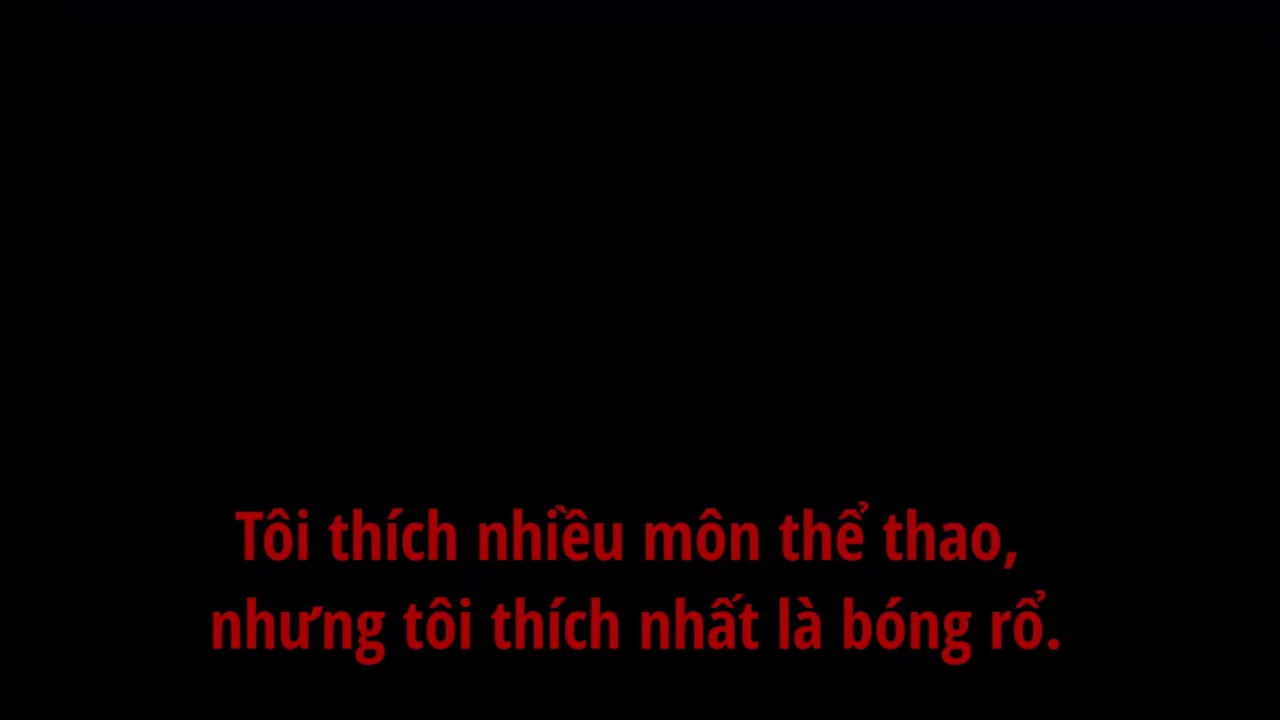 Tôi thích nhiều môn thể thao,
nhưng tôi thích nhất là bóng rổ.